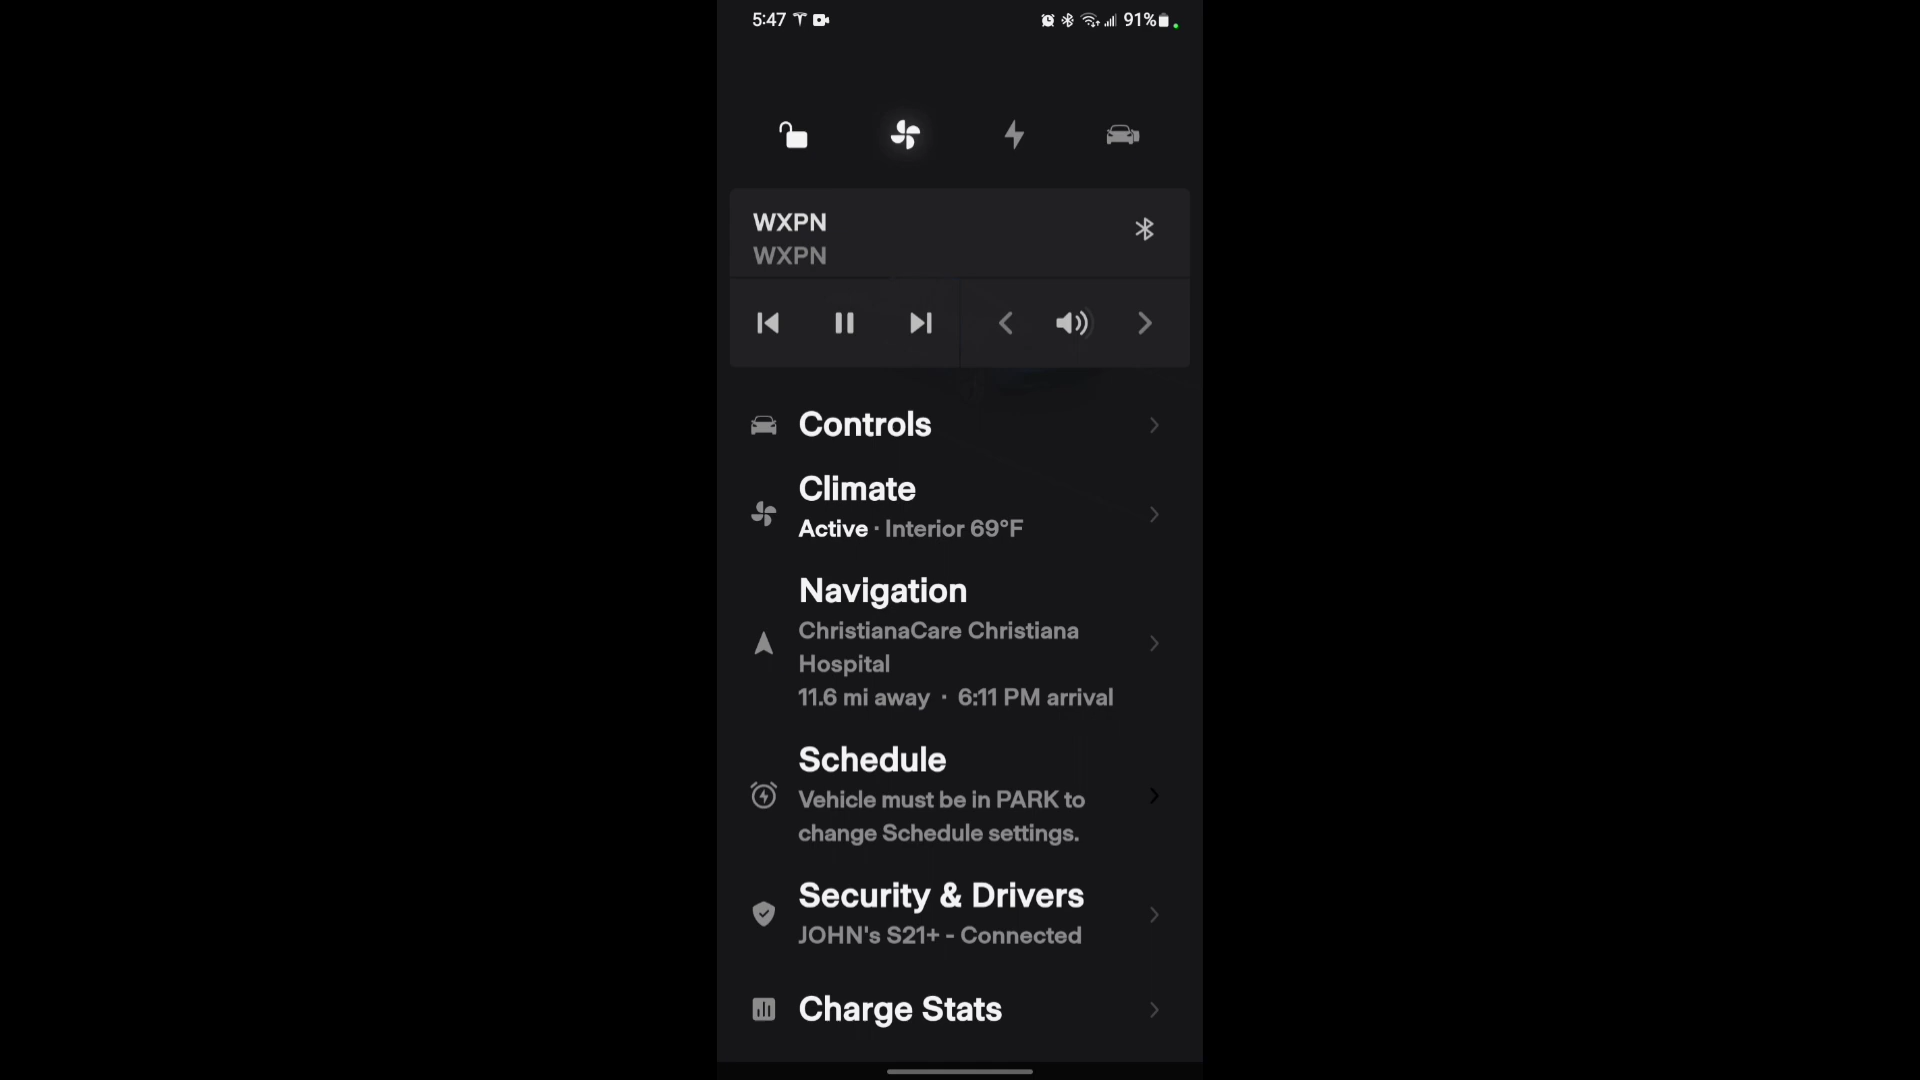 5:47
91%
WXPN
WXPN
Controls
Climate
Active · Interior 69°F
Navigation
ChristianaCare Christiana
Hospital
11.6 mi away · 6:11 PM arrival
Schedule
Vehicle must be in PARK to
change Schedule settings.
Security & Drivers
JOHN's S21+ - Connected
Charge Stats